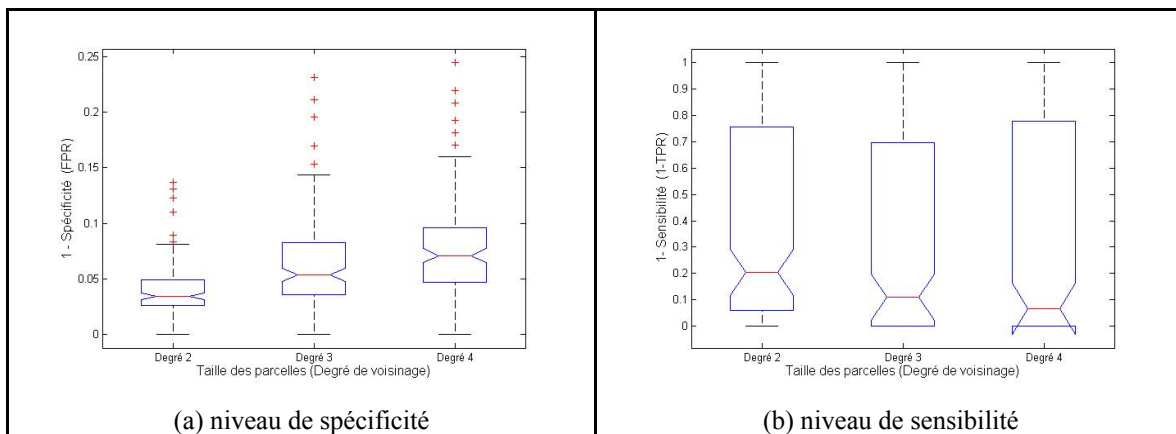 0.25
0.2
0.15
0.1
0.05
0
1 - Spécificité (FPR)
Degré 2 Degré 3 Degré 4
Taille des parcelles (Degré de voisinage)
(a) niveau de spécificité
1
0.9
0.8
0.7
0.6
0.5
0.4
0.3
0.2
0.1
0
1- Sensibilité (1-TPR)
Degré 2 Degré 3 Degré 4
Taille des parcelles (Degré de voisinage)
(b) niveau de sensibilité